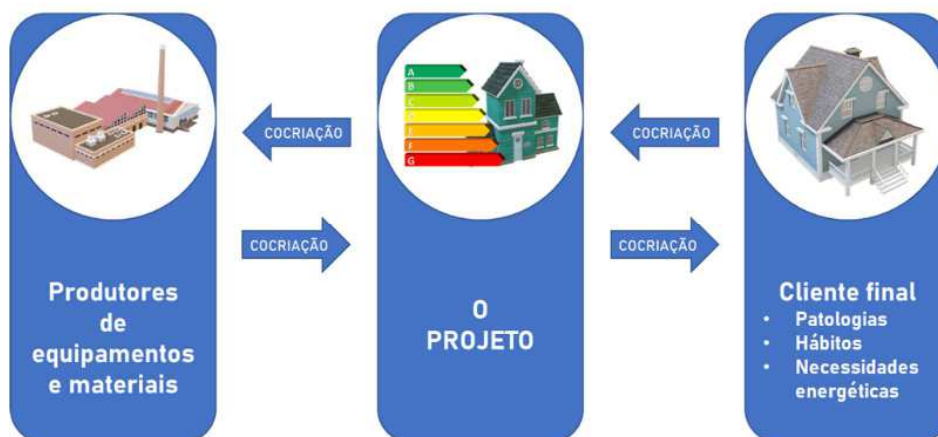 Produtores
de
equipamentos
e materiais
COCRIAÇÃO
COCRIAÇÃO
A
B
C
D
E
F
G
O
PROJETO
COCRIAÇÃO
COCRIAÇÃO
Cliente final
• Patologias
• Hábitos
• Necessidades
energéticas